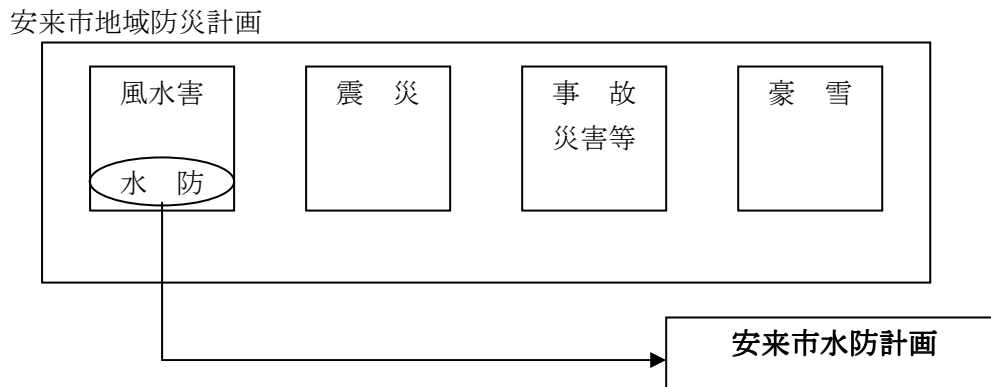 安来市地域防災計画
風水害
震　災
事　故
災害等
豪　雪
水　防
安来市水防計画